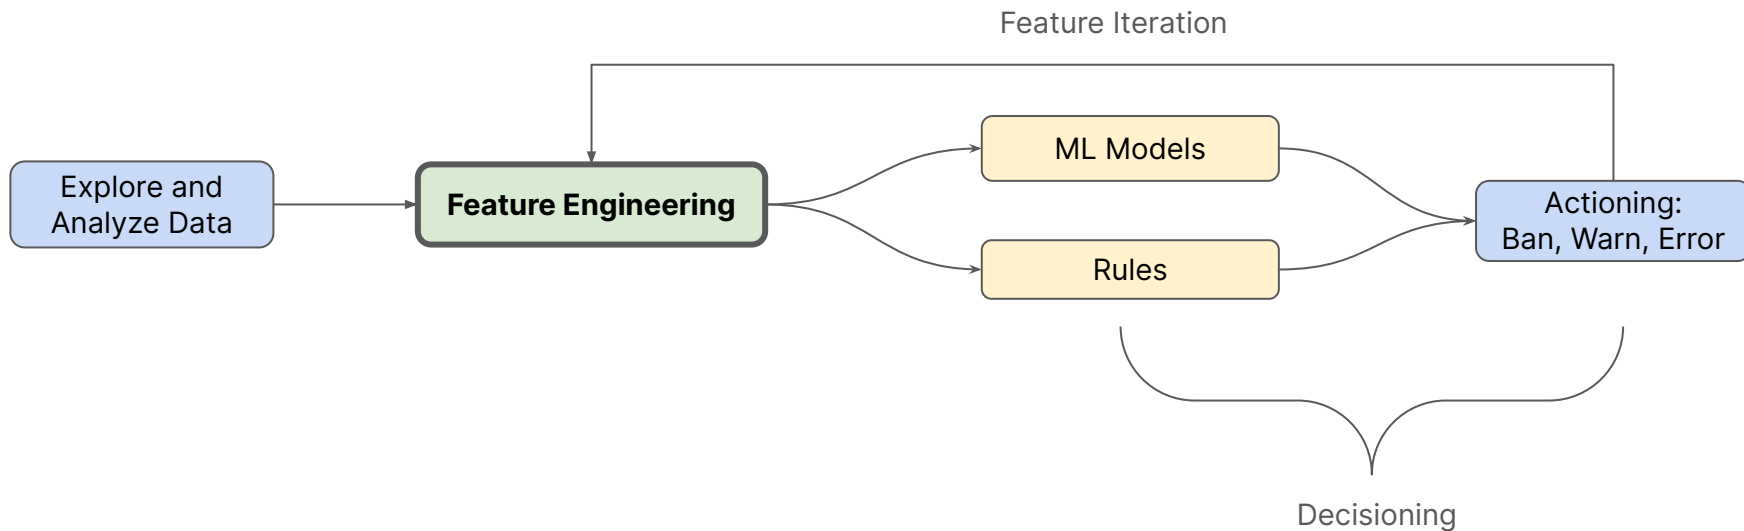 Feature Iteration
Explore and
Analyze Data
Feature Engineering
ML Models
Rules
Actioning:
Ban, Warn, Error
Decisioning